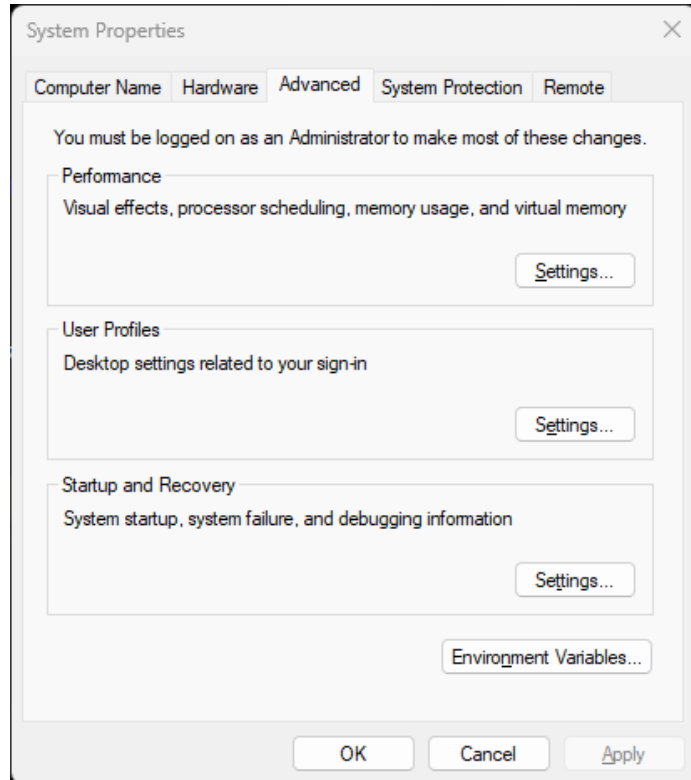 System Properties
Computer Name Hardware Advanced System Protection Remote
You must be logged on as an Administrator to make most of these changes.
Performance
Visual effects, processor scheduling, memory usage, and virtual memory
Settings...
User Profiles
Desktop settings related to your sign-in
Settings...
Startup and Recovery
System startup, system failure, and debugging information
Settings...
Environment Variables...
OK Cancel Apply